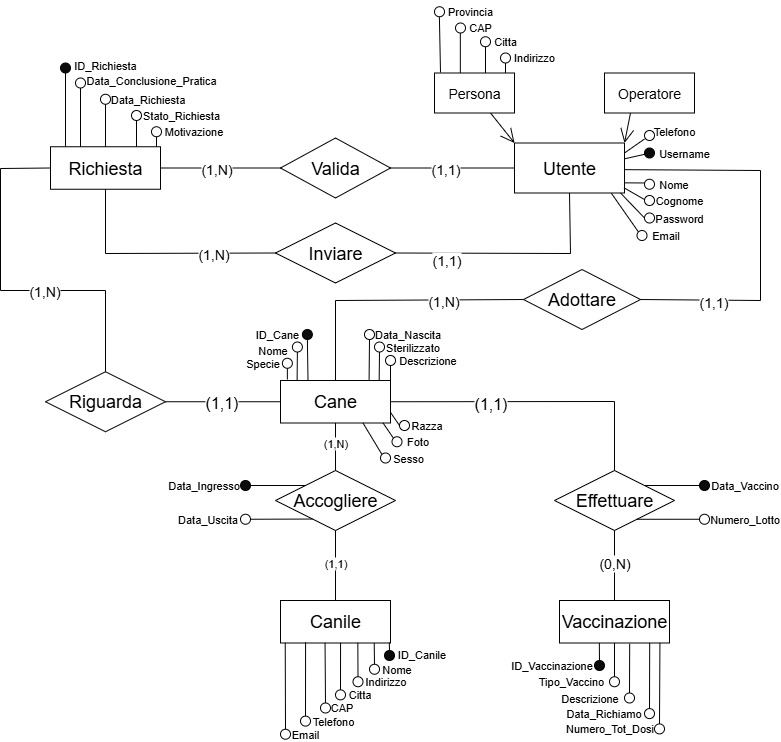 Provincia
CAP
Citta
Indirizzo
Persona
Operatore
ID_Richiesta
Data_Conclusione_Pratica
Data_Richiesta
Stato_Richiesta
Motivazione
Richiesta
(1,N)
Valida
(1,1)
Utente
Telefono
Username
Nome
Cognome
Password
Email
(1,N)
Inviare
(1,1)
(1,N)
(1,N)
Adottare
(1,1)
ID_Cane
Nome
Specie
Data_Nascita
Sterilizzato
Descrizione
Riguarda
(1,1)
Cane
(1,1)
Razza
Foto
Sesso
(1,N)
Data_Ingresso
Data_Uscita
Accogliere
Effettuare
Data_Vaccino
Numero_Lotto
(1,1)
(0,N)
Canile
Vaccinazione
ID_Canile
Nome
Indirizzo
Citta
CAP
Telefono
Email
ID_Vaccinazione
Tipo_Vaccino
Descrizione
Data_Richiamo
Numero_Tot_Dosi